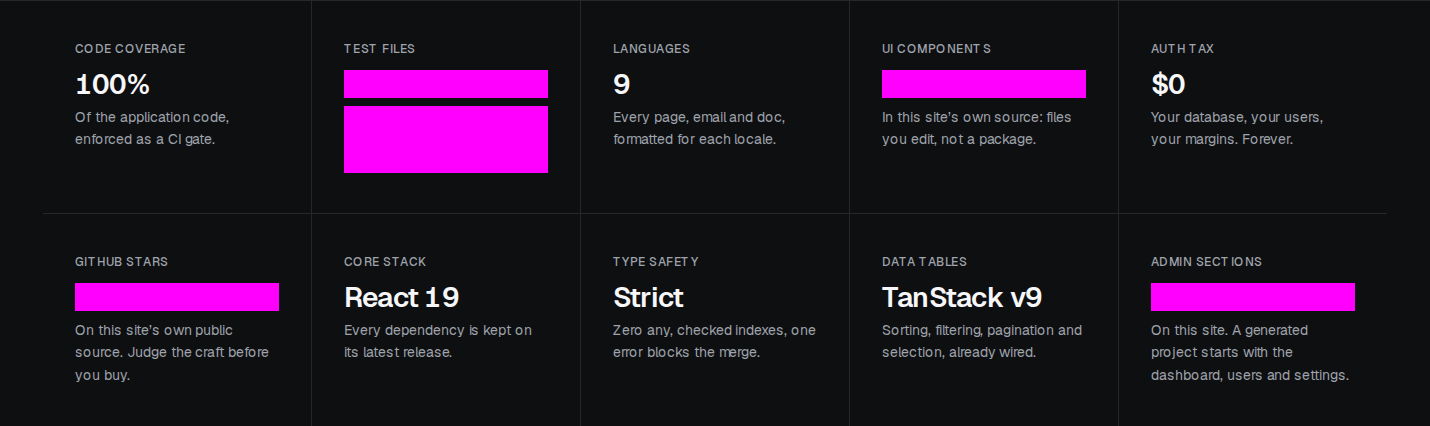 CODE COVERAGE
100%
Of the application code,
enforced as a CI gate.
TEST FILES
LANGUAGES
9
Every page, email and doc,
formatted for each locale.
UI COMPONENTS
In this site's own source: files
you edit, not a package.
AUTH TAX
$0
Your database, your users,
your margins. Forever.
GITHUB STARS
On this site's own public
source. Judge the craft before
you buy.
CORE STACK
React 19
Every dependency is kept on
its latest release.
TYPE SAFETY
Strict
Zero any, checked indexes, one
error blocks the merge.
DATA TABLES
TanStack v9
Sorting, filtering, pagination and
selection, already wired.
ADMIN SECTIONS
On this site. A generated
project starts with the
dashboard, users and settings.